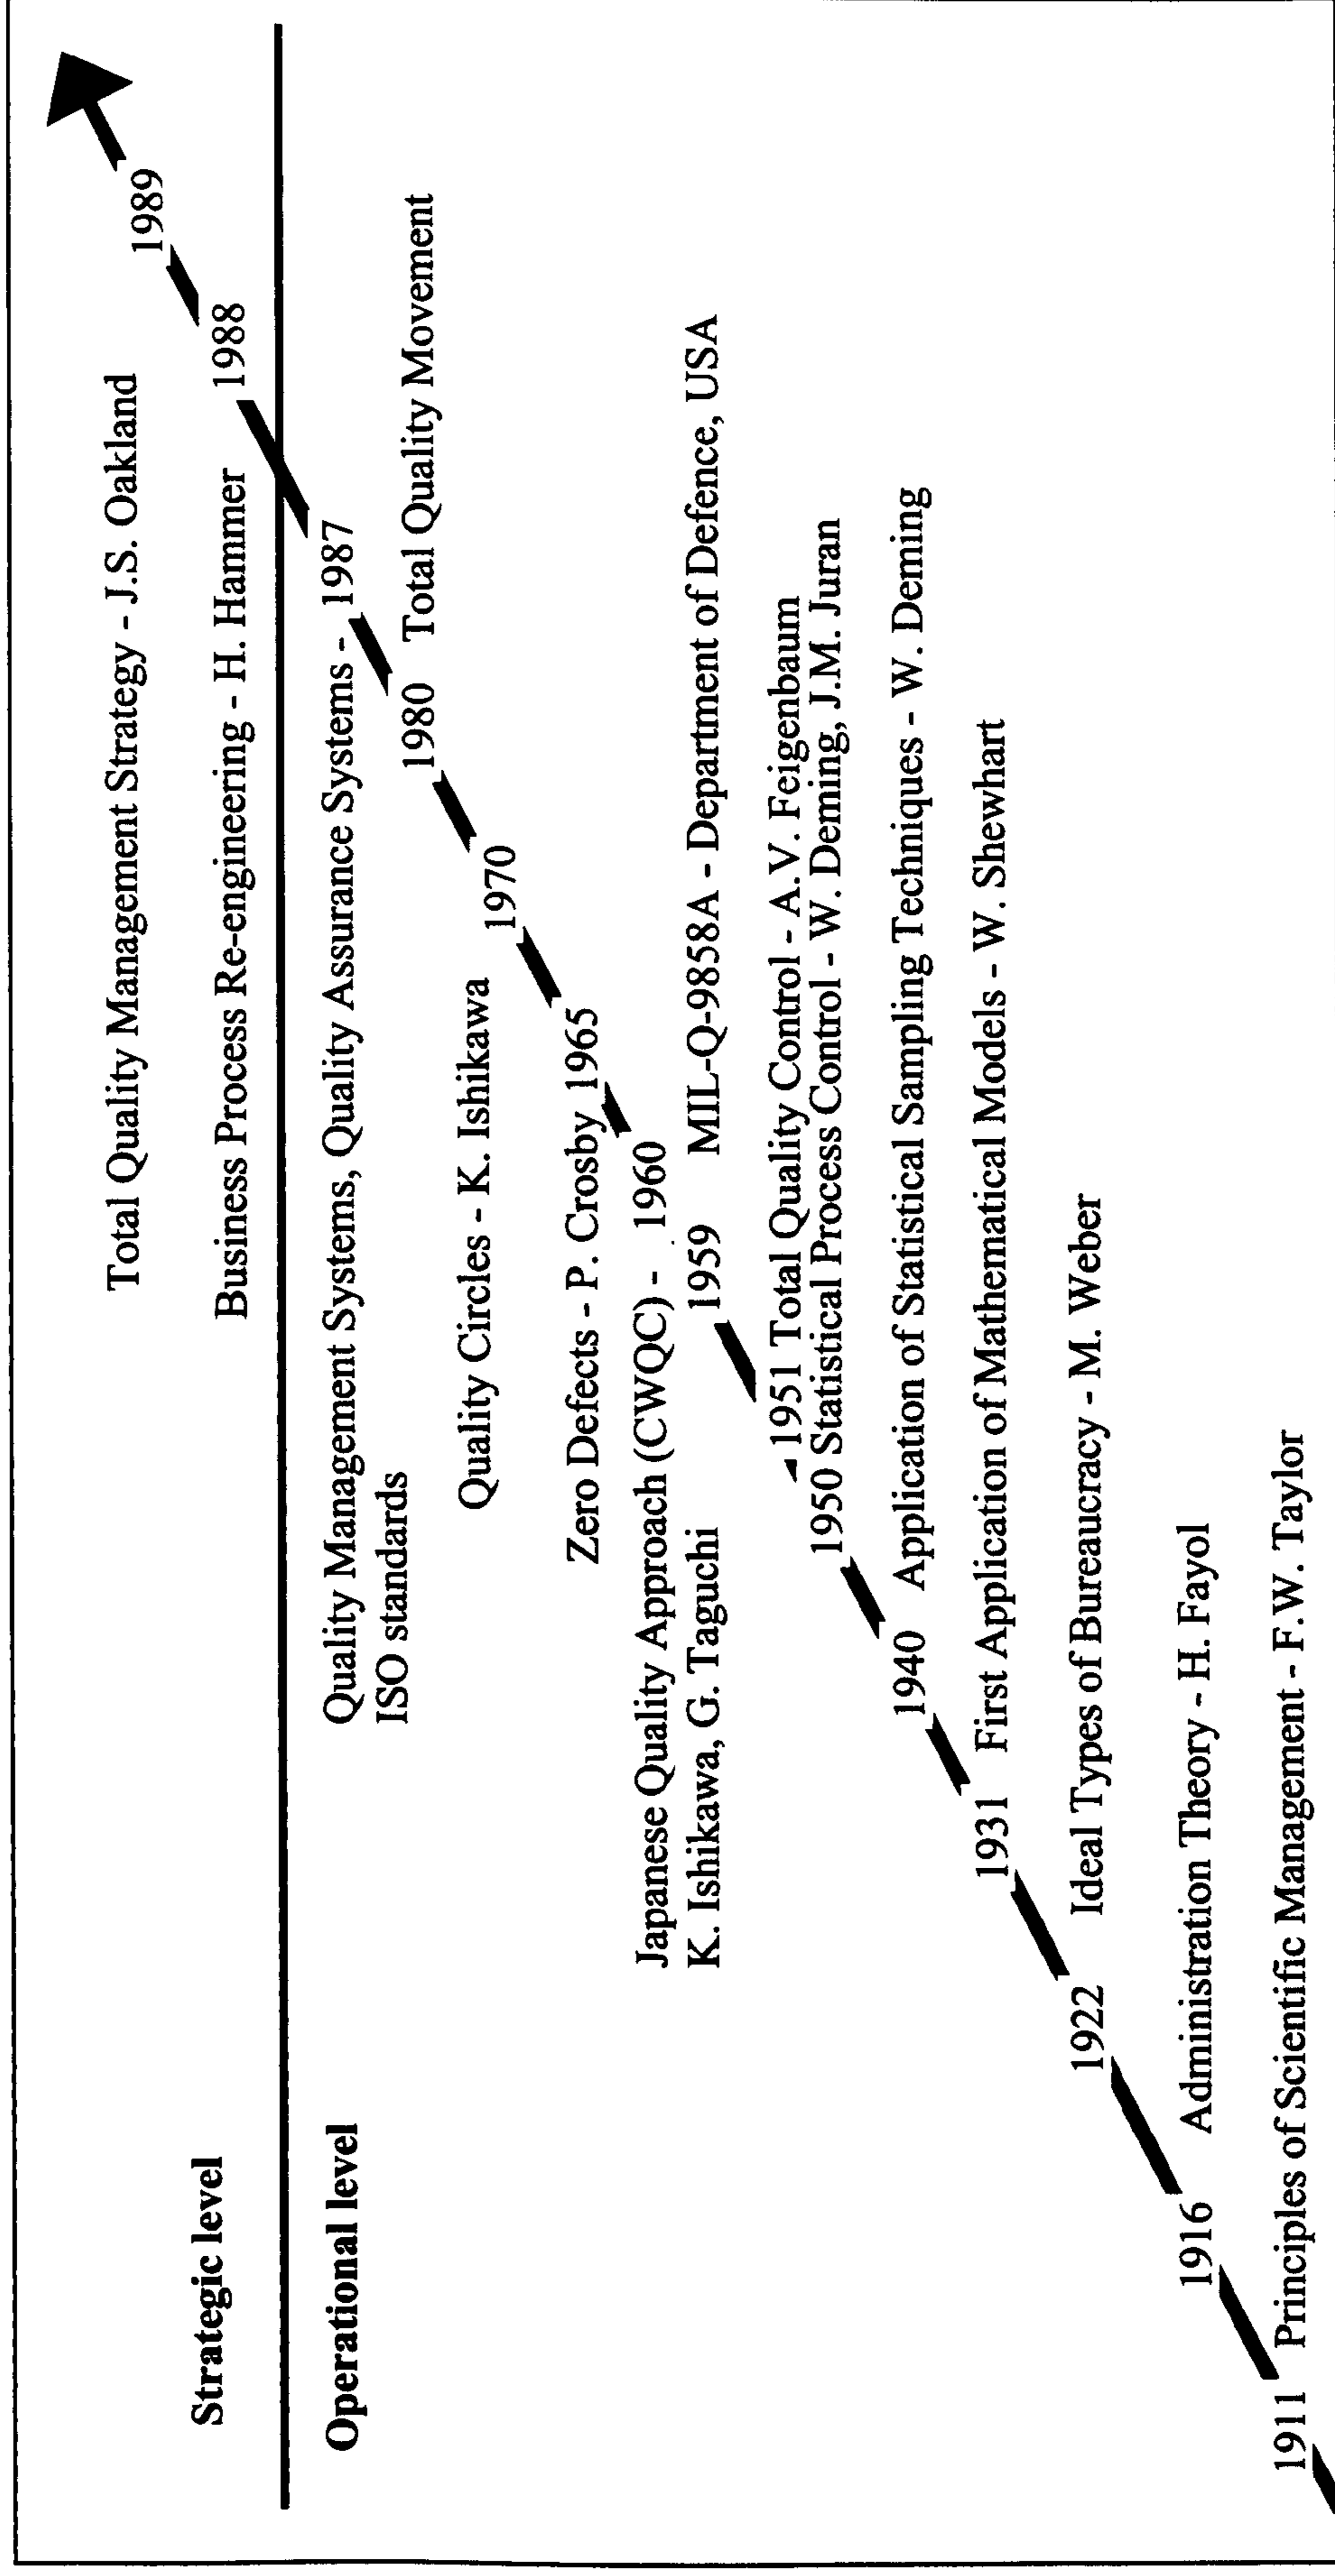 Total Quality Management Strategy - J.S. Oakland 1989
Strategic level
Business Process Re-engineering - H. Hammer 1988
Operational level
Quality Management Systems, Quality Assurance Systems - 1987
ISO standards
1980 Total Quality Movement
Quality Circles - K. Ishikawa 1970
Zero Defects - P. Crosby 1965
Japanese Quality Approach (CWQC) - 1960
K. Ishikawa, G. Taguchi
1959 MIL-Q-9858A - Department of Defence, USA
1951 Total Quality Control - A.V. Feigenbaum
1950 Statistical Process Control - W. Deming, J.M. Juran
1940 Application of Statistical Sampling Techniques - W. Deming
1931 First Application of Mathematical Models - W. Shewhart
1922 Ideal Types of Bureaucracy - M. Weber
1916 Administration Theory - H. Fayol
1911 Principles of Scientific Management - F.W. Taylor